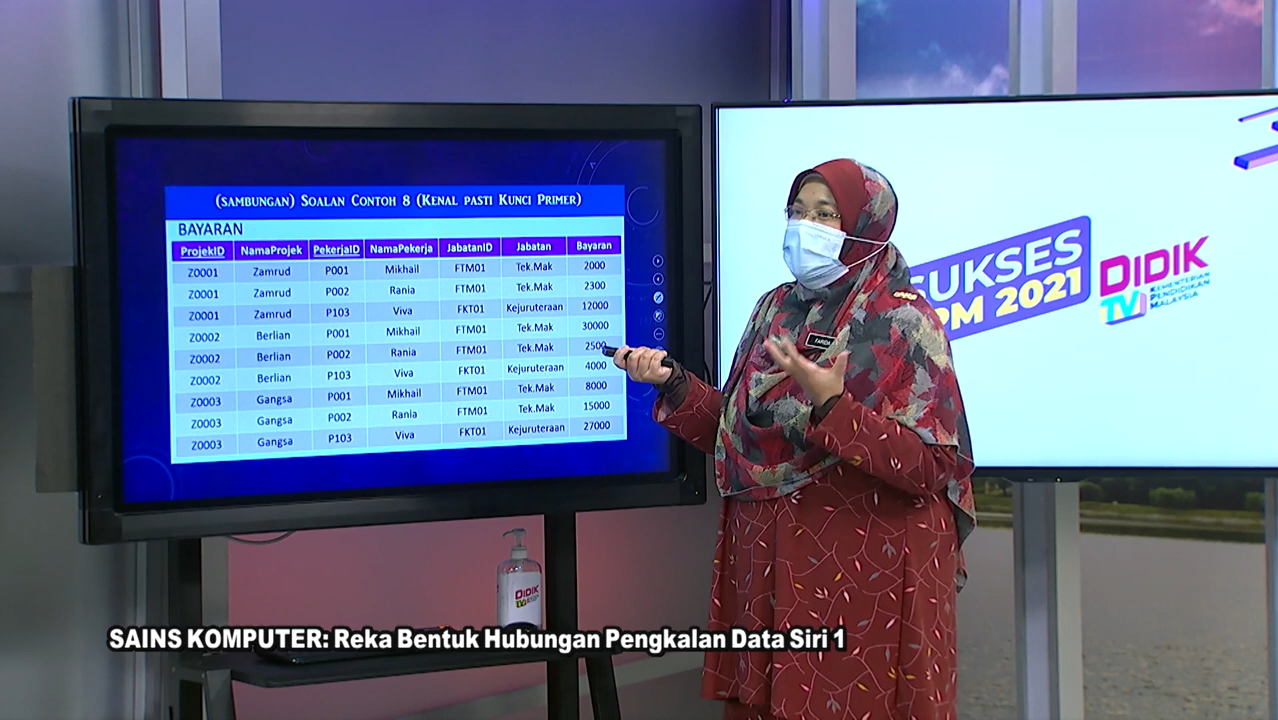 (SAMBUNGAN) SOALAN CONTOH 8 (KENAL PASTI KUNCI PRIMER)
BAYARAN
ProjekID NamaProjek PekerjaID NamaPekerja JabatanID Jabatan Bayaran
Z0001 Zamrud P001 Mikhail FTM01 Tek.Mak 2000
Z0001 Zamrud P002 Rania FTM01 Tek.Mak 2300
Z0001 Zamrud P103 Viva FKT01 Kejuruteraan 12000
Z0002 Berlian P001 Mikhail FTM01 Tek.Mak 30000
Z0002 Berlian P002 Rania FTM01 Tek.Mak 2500
Z0002 Berlian P103 Viva FKT01 Kejuruteraan 4000
Z0003 Gangsa P001 Mikhail FTM01 Tek.Mak 8000
Z0003 Gangsa P002 Rania FTM01 Tek.Mak 15000
Z0003 Gangsa P103 Viva FKT01 Kejuruteraan 27000
SUKSES
PM 2021
DIDIK
TV
KEMENTERIAN
PENDIDIKAN
MALAYSIA
FARIDA
DIDIK
TV
SAINS KOMPUTER: Reka Bentuk Hubungan Pengkalan Data Siri 1